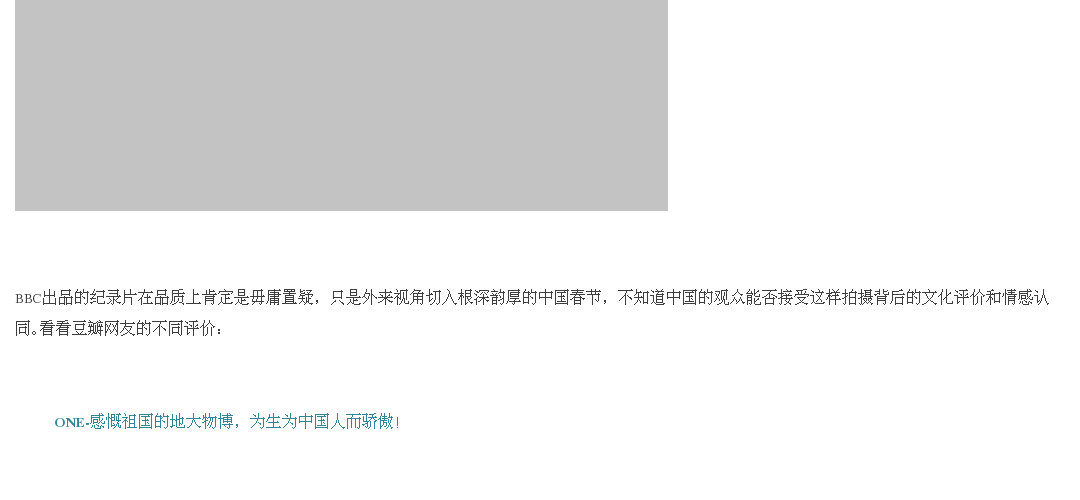 BBC出品的纪录片在品质上肯定是毋庸置疑，只是外来视角切入根深韵厚的中国春节，不知道中国的观众能否接受这样拍摄背后的文化评价和情感认
同。看看豆瓣网友的不同评价：
ONE-感慨祖国的地大物博，为生为中国人而骄傲！